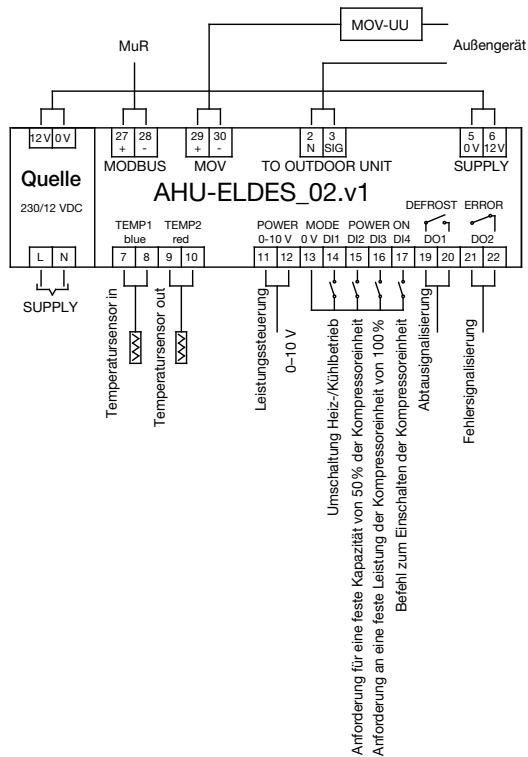 MOV-UU
MuR
Außengerät
12 V 0 V
27 28 29 30 2 3 5 6
+ - + - N SIG 0 V 12 V
MODBUS MOV TO OUTDOOR UNIT SUPPLY
Quelle
AHU-ELDES_02.v1
230/12 VDC
DEFROST ERROR
TEMP1 TEMP2 POWER MODE POWER ON
blue red 0-10 V 0 V DI1 DI2 DI3 DI4 DO1 DO2
L N 7 8 9 10 11 12 13 14 15 16 17 19 20 21 22
SUPPLY
Temperatursensor in
Temperatursensor out
Leistungssteuerung
0–10 V
Umschaltung Heiz-/Kühlbetrieb
Anforderung für eine feste Kapazität von 50 % der Kompressoreinheit
Anforderung an eine feste Leistung der Kompressoreinheit von 100 %
Befehl zum Einschalten der Kompressoreinheit
Abtausignalisierung
Fehlersignalisierung